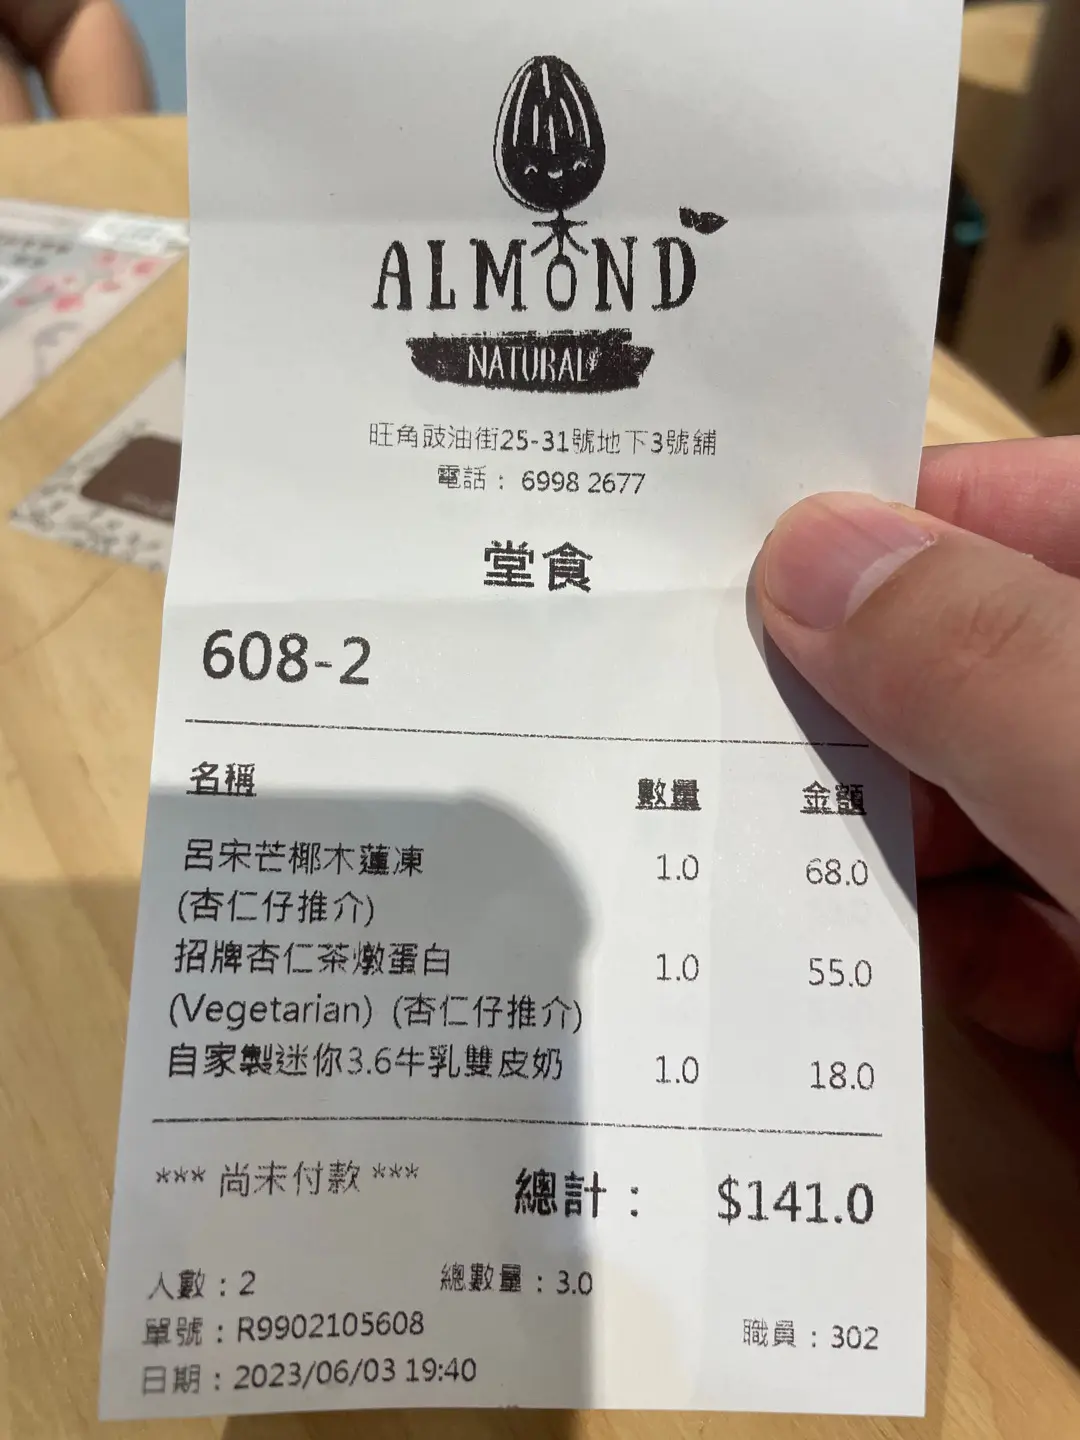 ALMOND
NATURAL
旺角豉油街25-31號地下3號舖
電話： 6998 2677
堂食
608-2
名稱 數量 金額
呂宋芒椰木蓮凍 1.0 68.0
(杏仁仔推介)
招牌杏仁茶燉蛋白 1.0 55.0
(Vegetarian) (杏仁仔推介)
自家製迷你3.6牛乳雙皮奶 1.0 18.0
*** 尚未付款 *** 總計： $141.0
人數：2 總數量：3.0
單號：R9902105608 職員：302
日期：2023/06/03 19:40